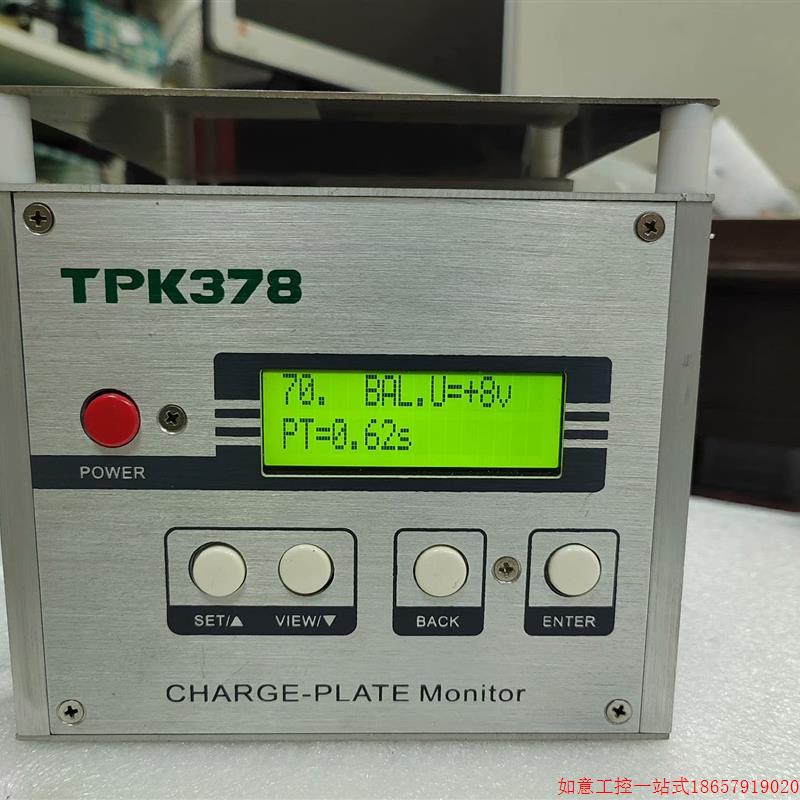 TPK378
70. BAL.U=+8v
PT=0.62s
POWER
SET/▲ VIEW/▼ BACK ENTER
CHARGE-PLATE Monitor
如意工控一站式18657919020